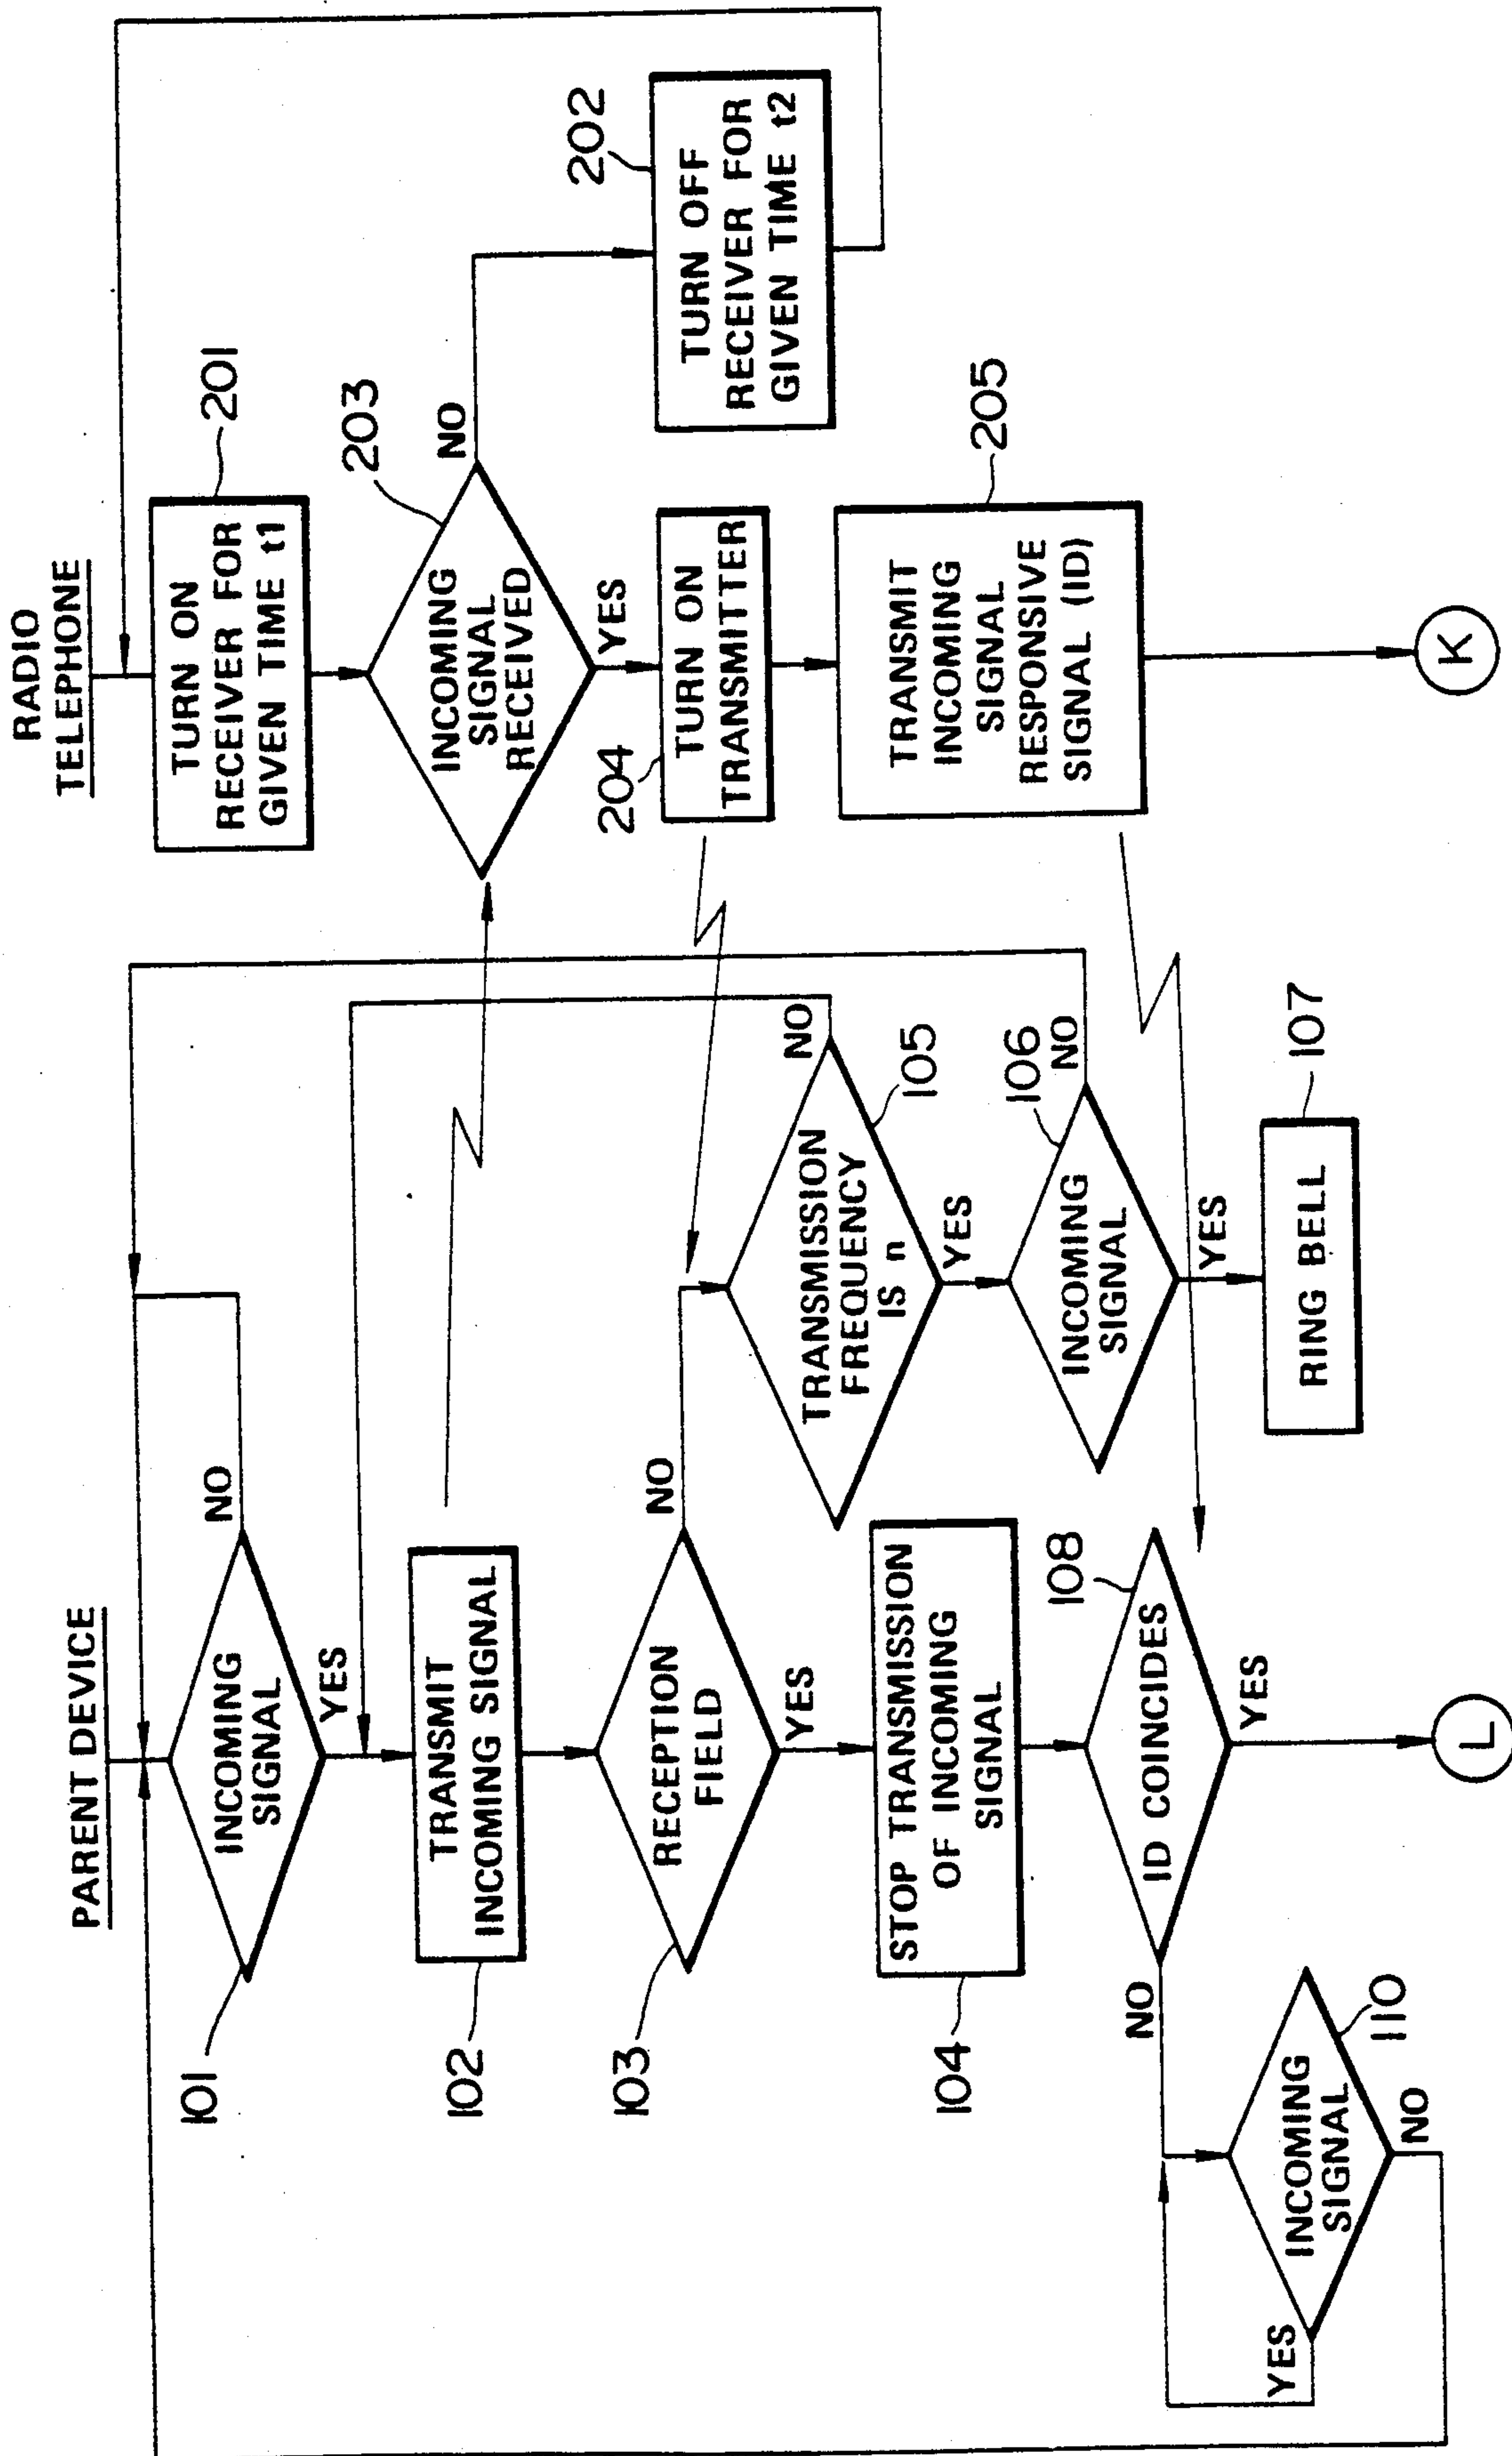 PARENT DEVICE
INCOMING
SIGNAL
101
NO
YES
TRANSMIT
INCOMING SIGNAL
102
RECEPTION
FIELD
103
NO
YES
STOP TRANSMISSION
OF INCOMING
SIGNAL
104
TRANSMISSION
FREQUENCY
IS n
105
NO
YES
INCOMING
SIGNAL
106
NO
YES
RING BELL
107
ID COINCIDES
108
NO
YES
INCOMING
SIGNAL
110
YES
NO
L
RADIO
TELEPHONE
TURN ON
RECEIVER FOR
GIVEN TIME t1
201
INCOMING
SIGNAL
RECEIVED
203
NO
YES
TURN OFF
RECEIVER FOR
GIVEN TIME t2
202
TURN ON
TRANSMITTER
204
TRANSMIT
INCOMING
SIGNAL
RESPONSIVE
SIGNAL (ID)
205
K